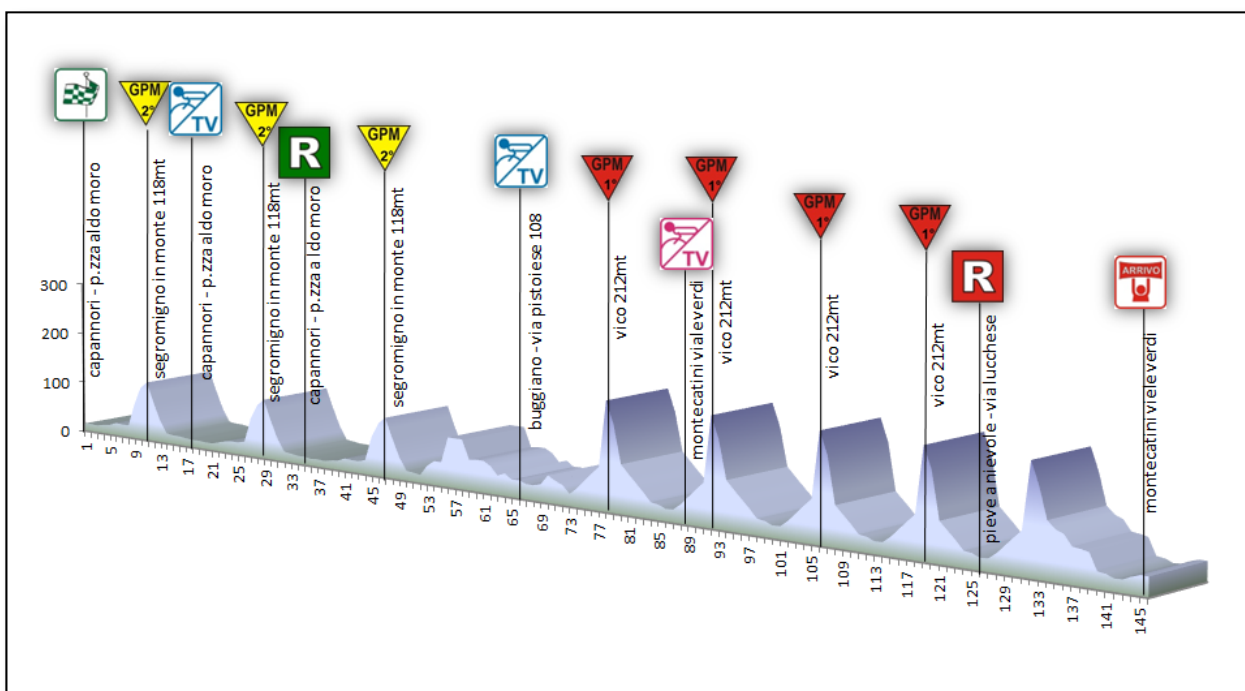 GPM
2°
TV
GPM
2°
R
GPM
2°
TV
GPM
1°
GPM
1°
TV
GPM
1°
GPM
1°
R
ARRIVO
capannori - p.zza aldo moro
segromigno in monte 118mt
capannori - p.zza aldo moro
segromigno in monte 118mt
capannori - p.zza a ldo moro
segromigno in monte 118mt
buggiano - via pistoiese 108
vico 212mt
montecatini viale verdi
vico 212mt
vico 212mt
vico 212mt
pieve a nievole - via lucchese
montecatini viele verdi
300
200
100
0
1
5
9
13
17
21
25
29
33
37
41
45
49
53
57
61
65
69
73
77
81
85
89
93
97
101
105
109
113
117
121
125
129
133
137
141
145